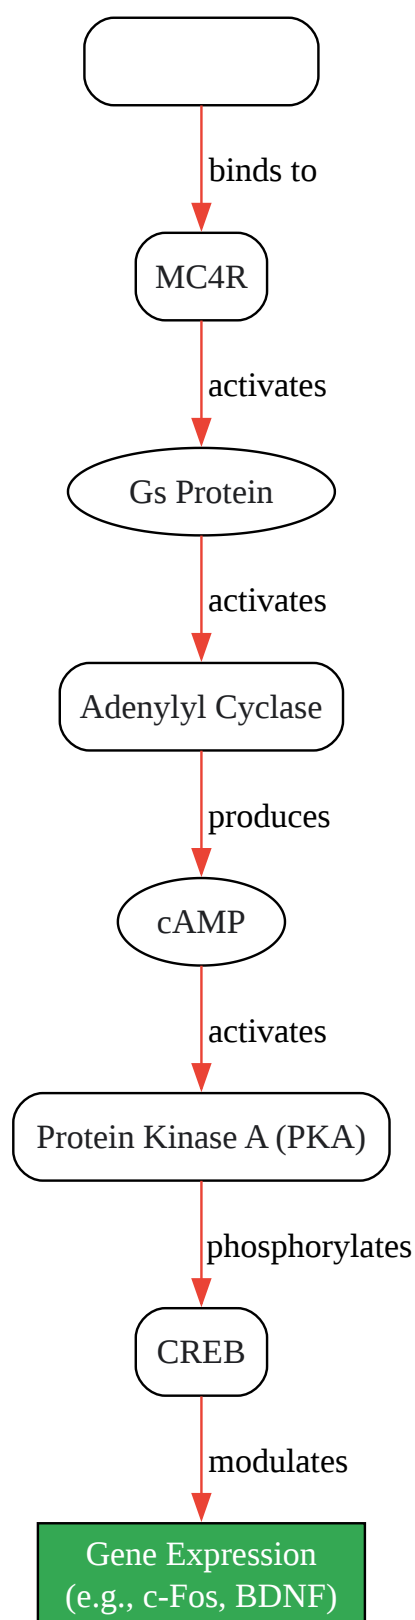 binds to
MC4R
activates
Gs Protein
activates
Adenylyl Cyclase
produces
cAMP
activates
Protein Kinase A (PKA)
phosphorylates
CREB
modulates
Gene Expression
(e.g., c-Fos, BDNF)